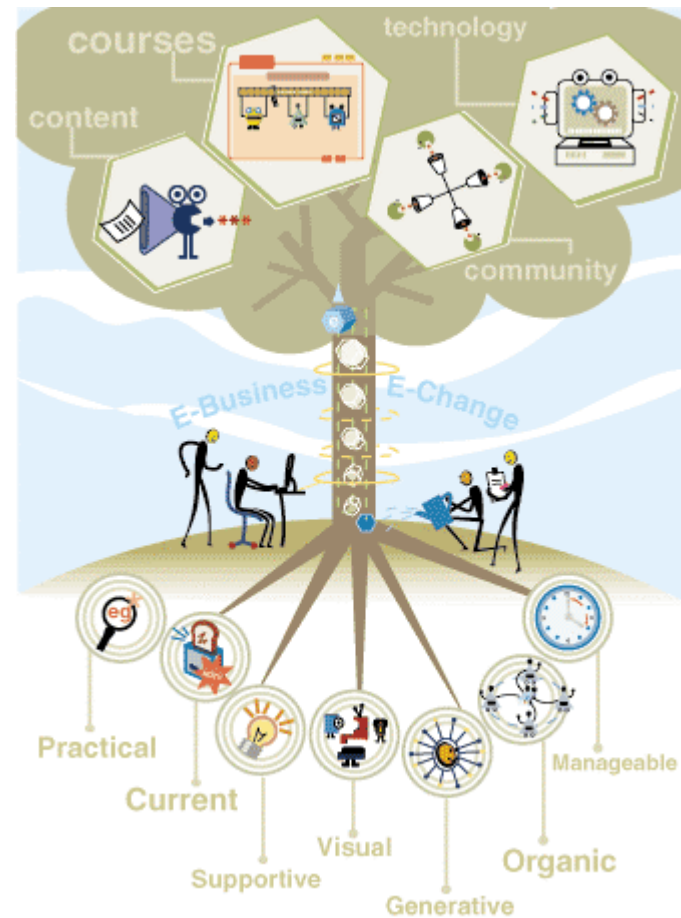 courses
technology
content
community
E-Business E-Change
eg*
Practical
Current
Supportive
Visual
Generative
Organic
Manageable